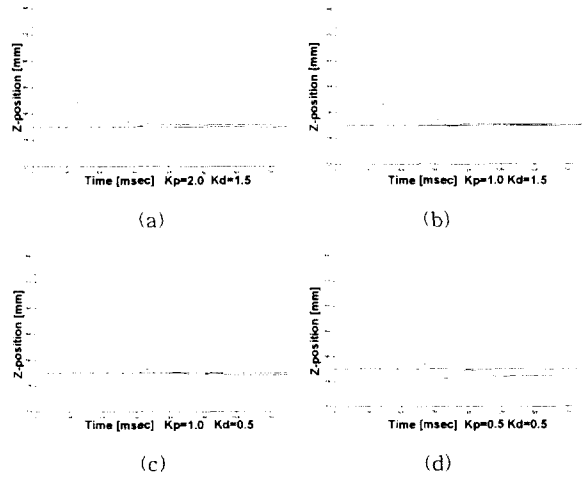 Z-position [mm]
Time [msec] Kp=2.0 Kd=1.5
(a)
Z-position [mm]
Time [msec] Kp=1.0 Kd=1.5
(b)
Z-position [mm]
Time [msec] Kp=1.0 Kd=0.5
(c)
Z-position [mm]
Time [msec] Kp=0.5 Kd=0.5
(d)